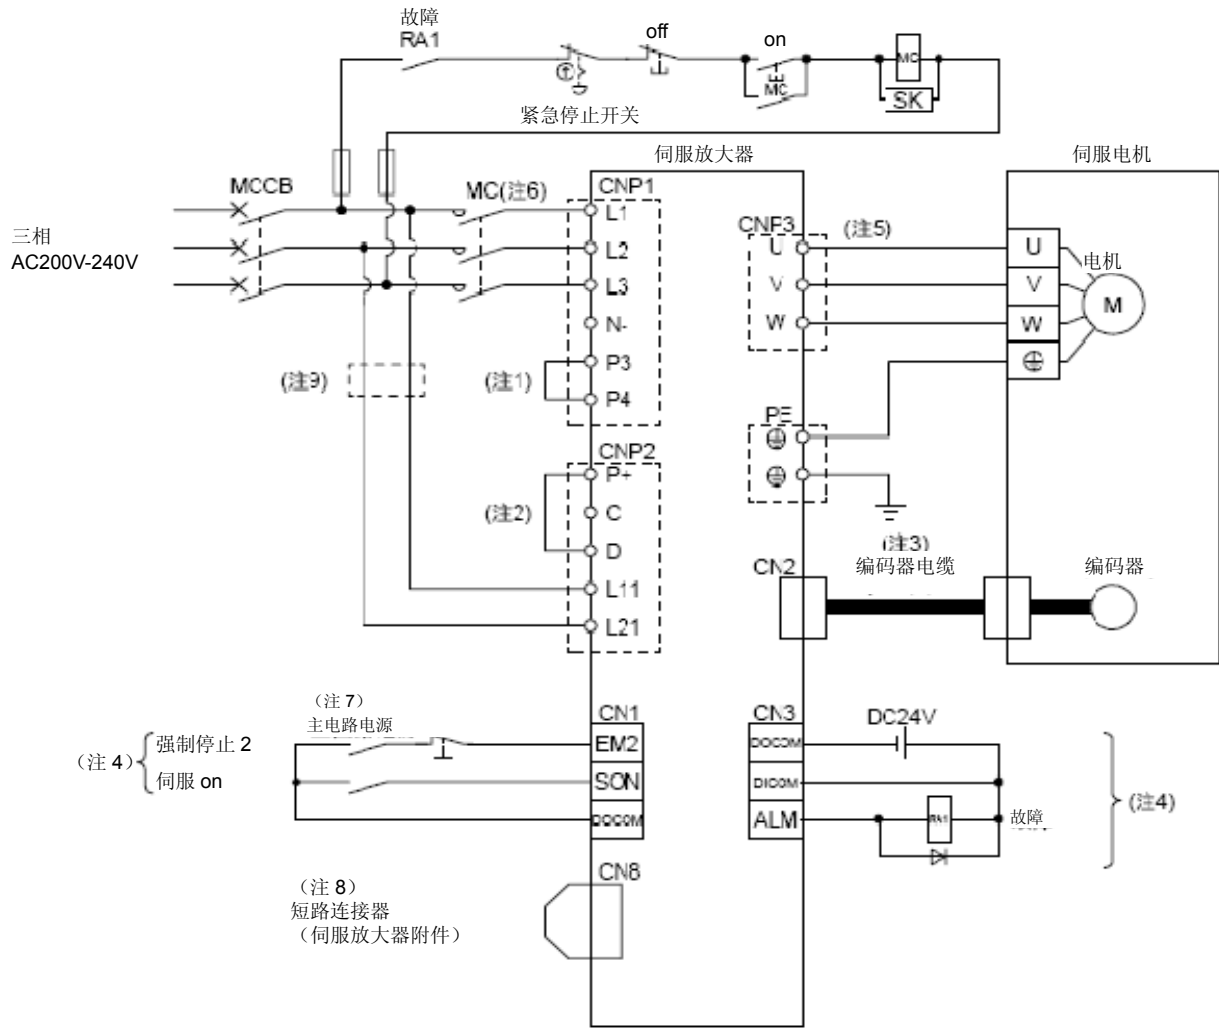 故障
RA1
off
on
MC
MC
SK
紧急停止开关
伺服放大器
伺服电机
MCCB
MC(注6)
CNP1
L1
三相
AC200V-240V
L2
L3
N-
(注9)
(注1)
P3
P4
CNP3
U
(注5)
V
W
U
电机
V
M
W
PE
CNP2
P+
(注2)
C
D
(注3)
L11
L21
CN2
编码器电缆
编码器
（注 7）
主电路电源
CN1
CN3
DC24V
（注 4）
强制停止 2
EM2
DOCOM
伺服 on
SON
DICOM
(注4)
DOCOM
ALM
RA1
故障
CN8
（注 8）
短路连接器
（伺服放大器附件）